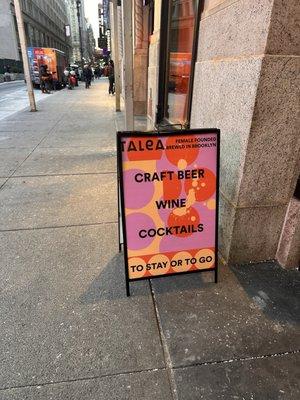 TALEA
FEMALE FOUNDED
BREWED IN BROOKLYN
CRAFT BEER
WINE
COCKTAILS
TO STAY OR TO GO